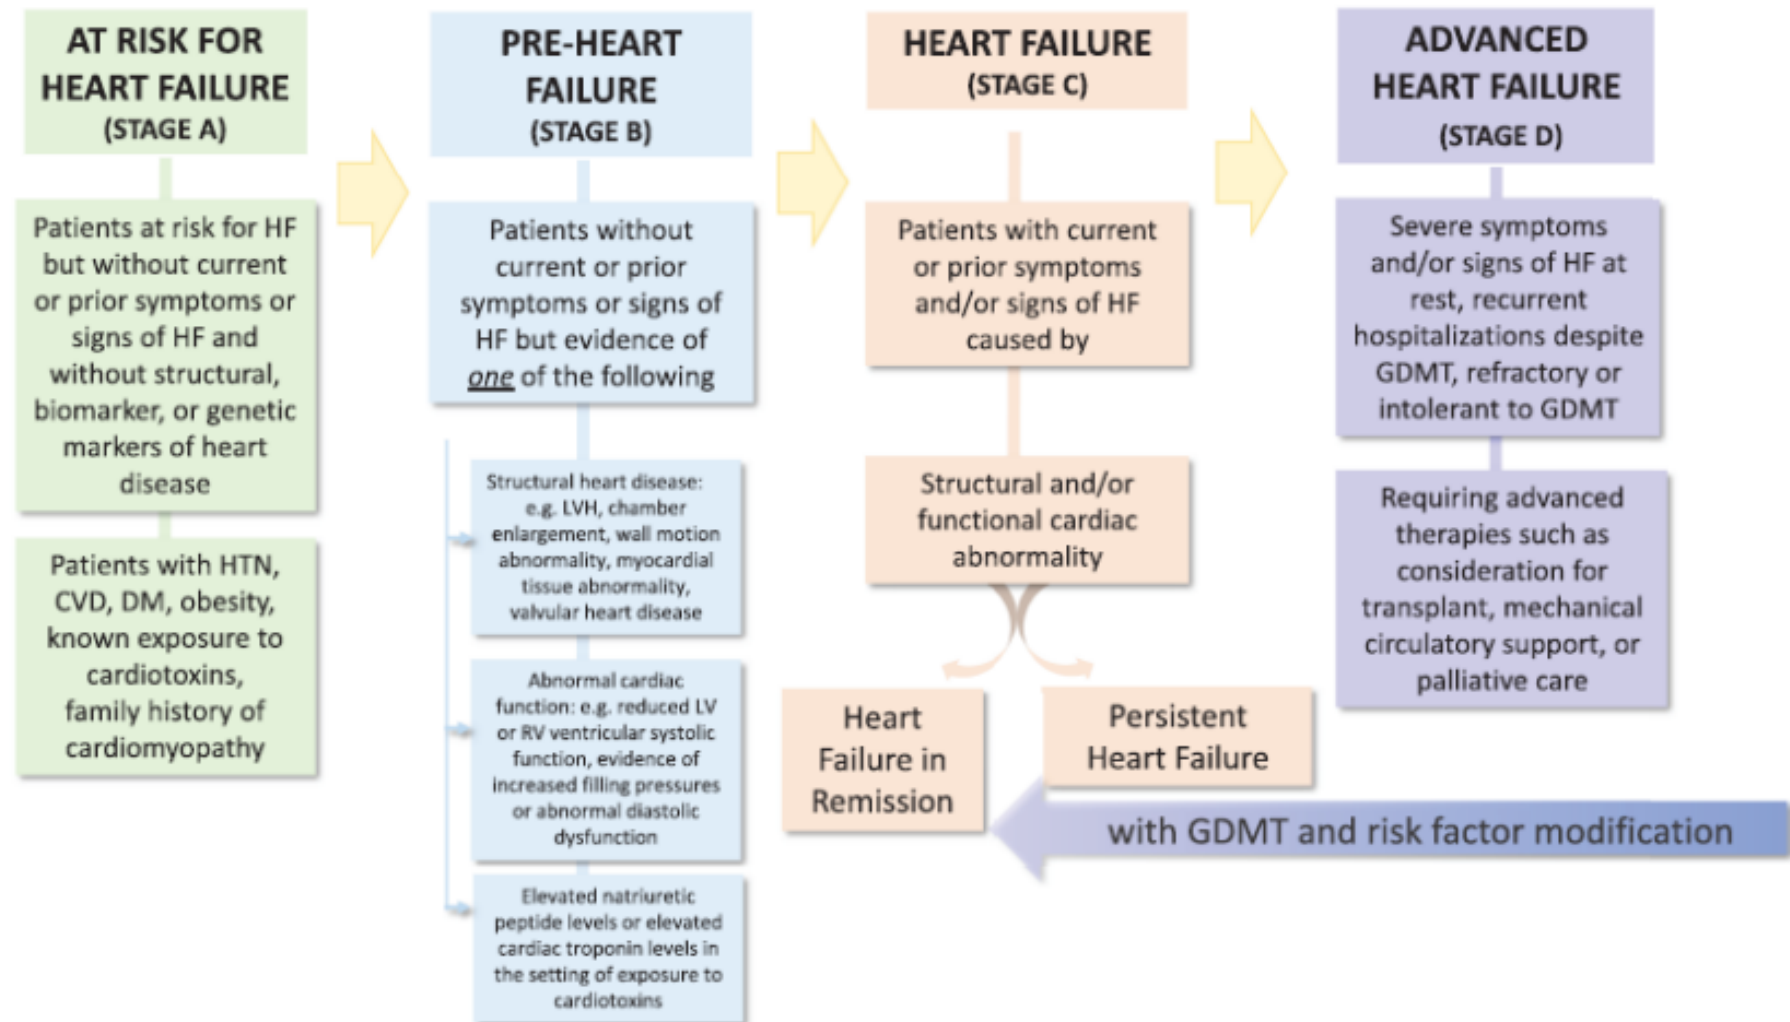 AT RISK FOR
HEART FAILURE
(STAGE A)
Patients at risk for HF
but without current
or prior symptoms or
signs of HF and
without structural,
biomarker, or genetic
markers of heart
disease
Patients with HTN,
CVD, DM, obesity,
known exposure to
cardiotoxins,
family history of
cardiomyopathy
PRE-HEART
FAILURE
(STAGE B)
Patients without
current or prior
symptoms or signs of
HF but evidence of
one of the following
Structural heart disease:
e.g. LVH, chamber
enlargement, wall motion
abnormality, myocardial
tissue abnormality,
valvular heart disease
Abnormal cardiac
function: e.g. reduced LV
or RV ventricular systolic
function, evidence of
increased filling pressures
or abnormal diastolic
dysfunction
Elevated natriuretic
peptide levels or elevated
cardiac troponin levels in
the setting of exposure to
cardiotoxins
HEART FAILURE
(STAGE C)
Patients with current
or prior symptoms
and/or signs of HF
caused by
Structural and/or
functional cardiac
abnormality
Heart
Failure in
Remission
Persistent
Heart Failure
with GDMT and risk factor modification
ADVANCED
HEART FAILURE
(STAGE D)
Severe symptoms
and/or signs of HF at
rest, recurrent
hospitalizations despite
GDMT, refractory or
intolerant to GDMT
Requiring advanced
therapies such as
consideration for
transplant, mechanical
circulatory support, or
palliative care